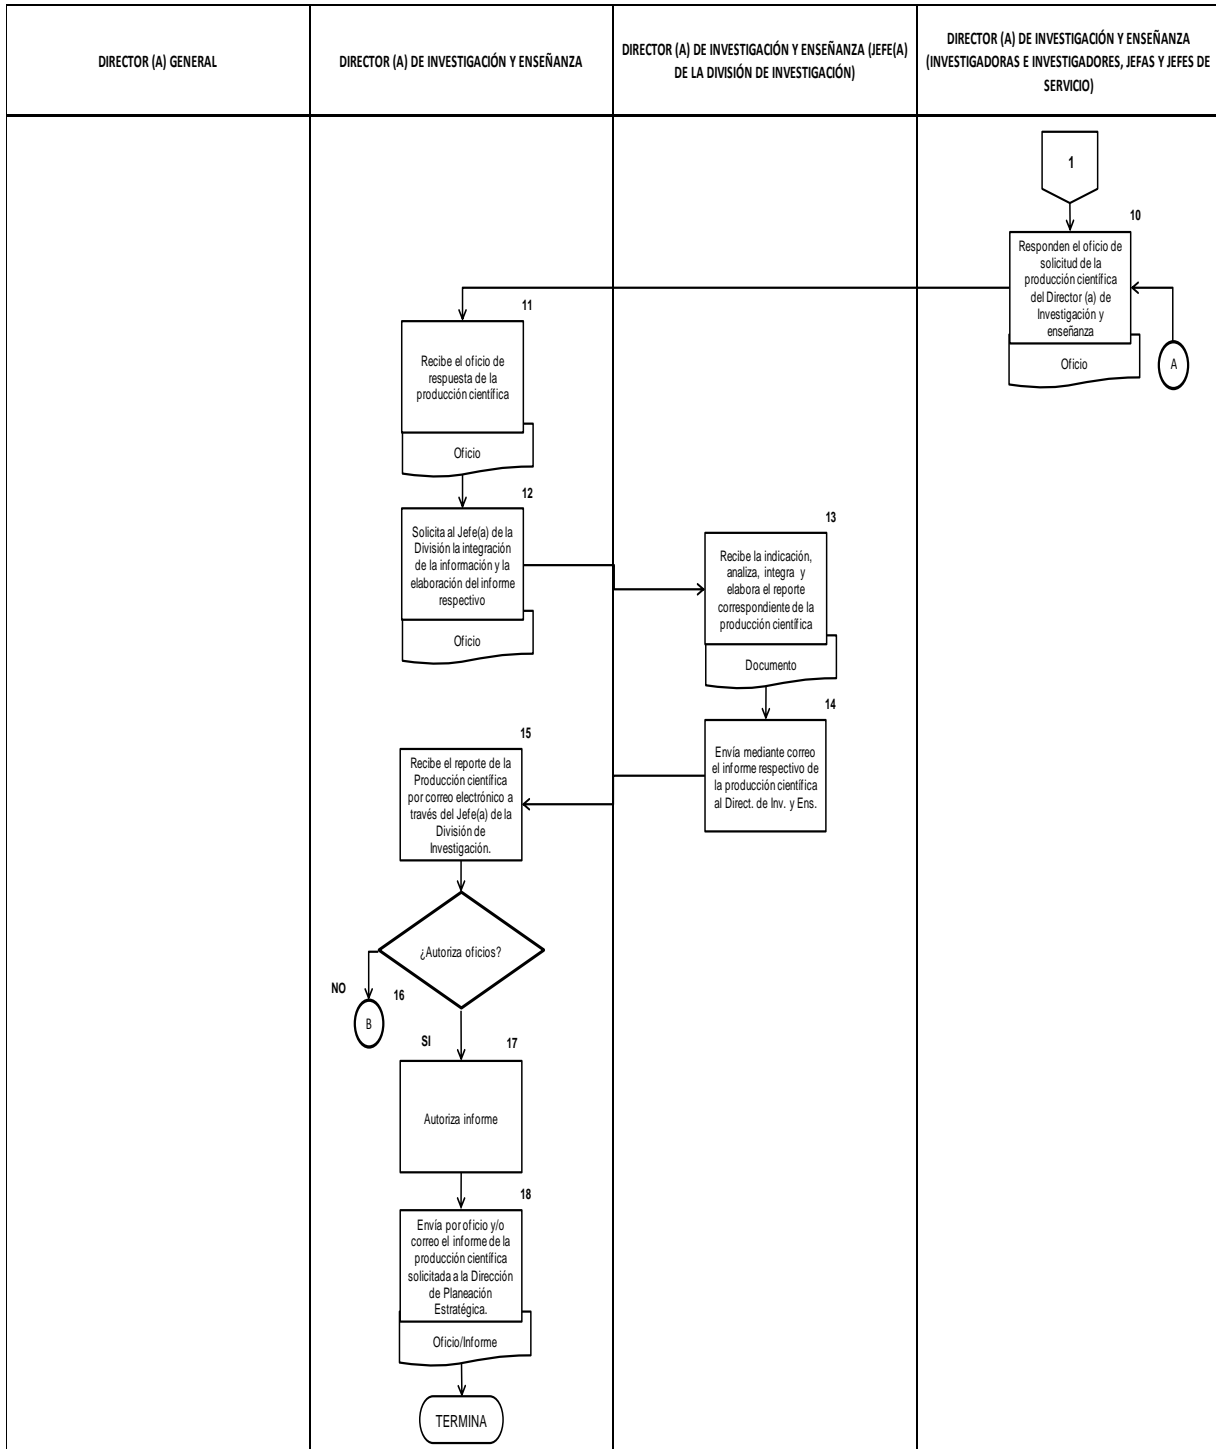 DIRECTOR (A) GENERAL
DIRECTOR (A) DE INVESTIGACIÓN Y ENSEÑANZA
DIRECTOR (A) DE INVESTIGACIÓN Y ENSEÑANZA (JEFE(A)
DE LA DIVISIÓN DE INVESTIGACIÓN)
DIRECTOR (A) DE INVESTIGACIÓN Y ENSEÑANZA
(INVESTIGADORAS E INVESTIGADORES, JEFAS Y JEFES DE
SERVICIO)
1
10
Responden el oficio de
solicitud de la
producción científica
del Director (a) de
Investigación y
enseñanza
Oficio
A
11
Recibe el oficio de
respuesta de la
producción científica
Oficio
12
Solicita al Jefe(a) de la
División la integración
de la información y la
elaboración del informe
respectivo
Oficio
13
Recibe la indicación,
analiza, integra y
elabora el reporte
correspondiente de la
producción científica
Documento
14
Envía mediante correo
el informe respectivo de
la producción científica
al Direct. de Inv. y Ens.
15
Recibe el reporte de la
Producción científica
por correo electrónico a
través del Jefe(a) de la
División de
Investigación.
¿Autoriza oficios?
NO
16
B
SI
17
Autoriza informe
18
Envía por oficio y/o
correo el informe de la
producción científica
solicitada a la Dirección
de Planeación
Estratégica.
Oficio/Informe
TERMINA